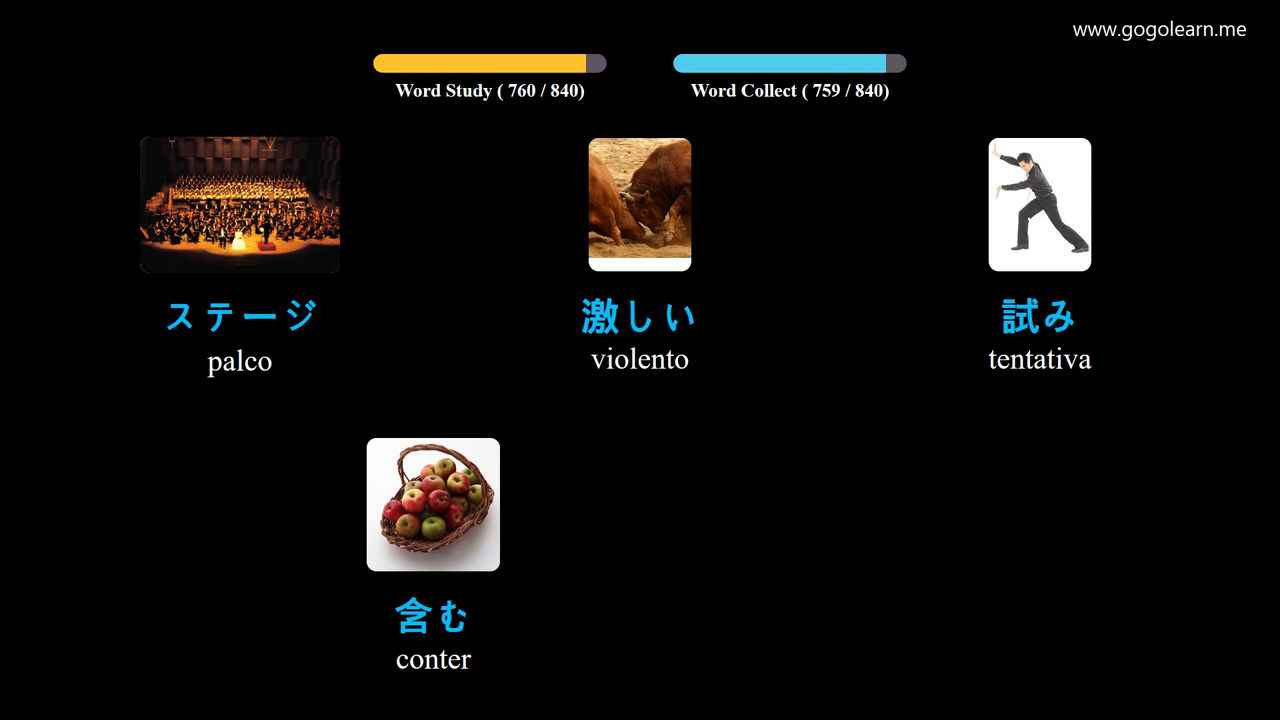 www.gogolearn.me
Word Study ( 760 / 840)
Word Collect ( 759 / 840)
ステージ
palco
激しい
violento
試み
tentativa
含む
conter